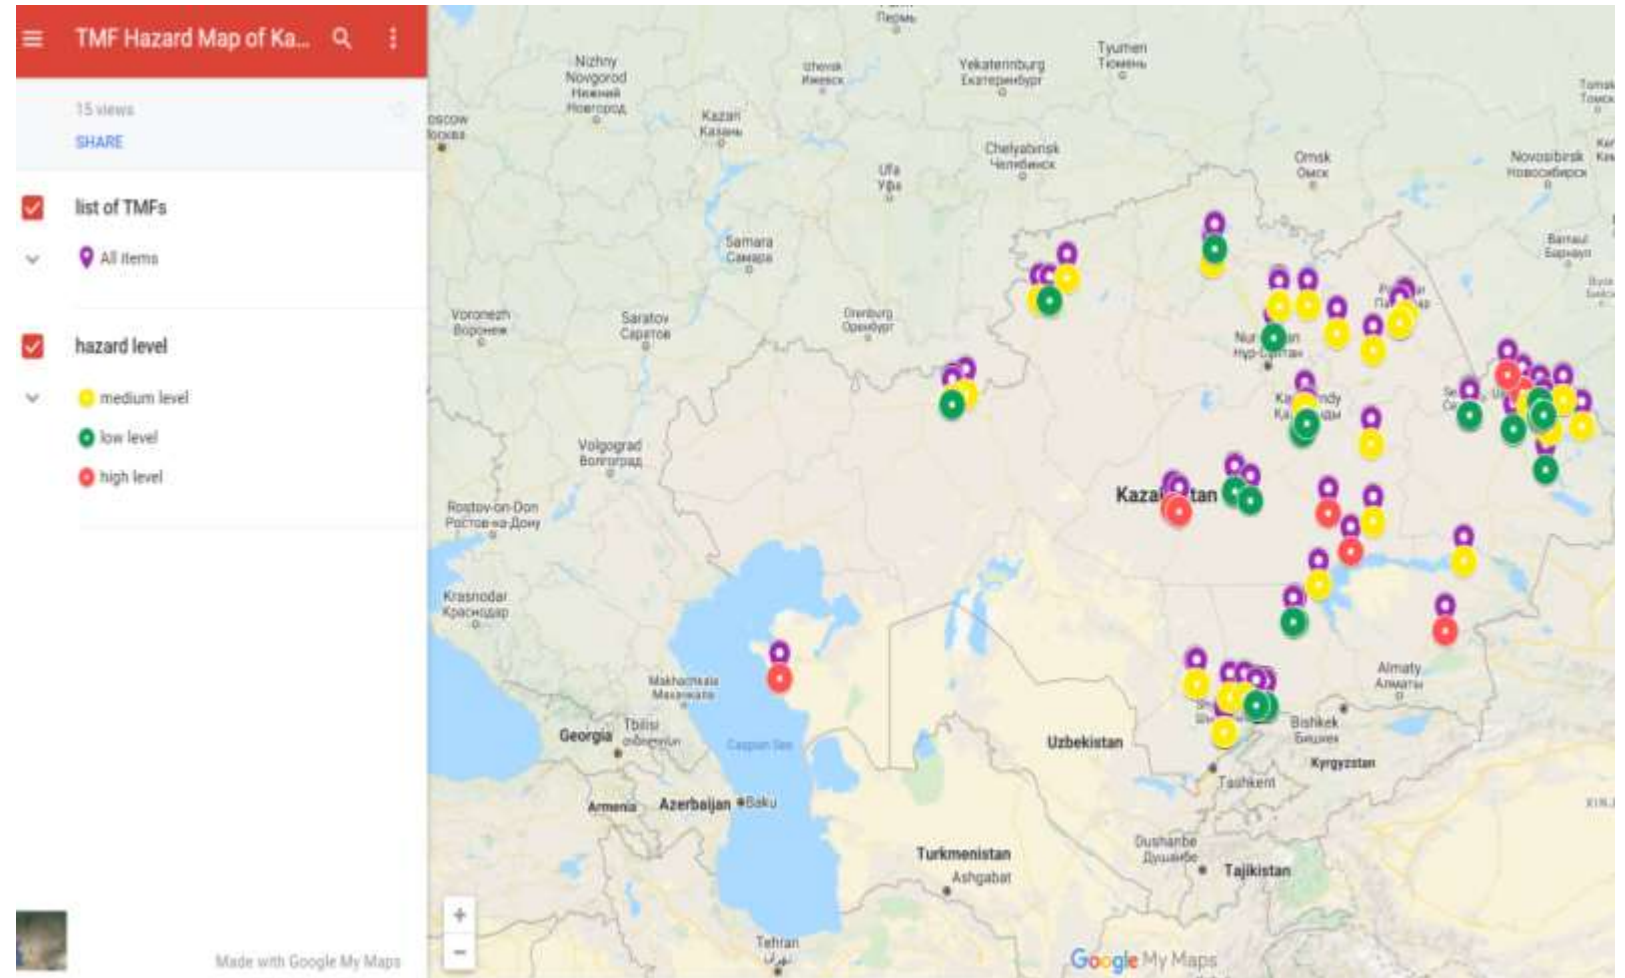 TMF Hazard Map of Ka...
15 views
SHARE
list of TMFs
All items
hazard level
medium level
low level
high level
Made with Google My Maps
Пермь
Nizhny
Novgorod
Нижний
Новгород
Izhevsk
Ижевск
Yekaterinburg
Екатеринбург
Tyumen
Тюмень
Kazan
Казань
Ufa
Уфа
Chelyabinsk
Челябинск
Omsk
Омск
Novosibirsk
Новосибирск
Samara
Самара
Barnaul
Барнаул
Voronezh
Воронеж
Saratov
Саратов
Orenburg
Оренбург
Volgograd
Волгоград
Rostov-on-Don
Ростов-на-Дону
Krasnodar
Краснодар
Makhachkala
Махачкала
Almaty
Алматы
Georgia
Tbilisi
Caspian Sea
Uzbekistan
Bishkek
Бишкек
Kyrgyzstan
Tashkent
Armenia
Azerbaijan
Baku
Turkmenistan
Ashgabat
Dushanbe
Душанбе
Tajikistan
Tehran
تهران
Google My Maps